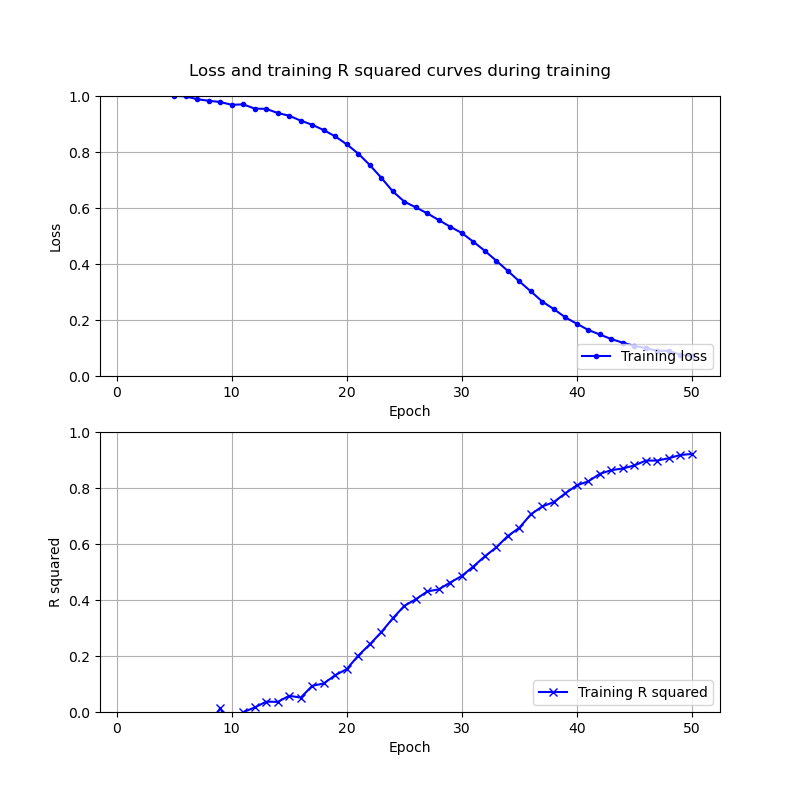 Loss and training R squared curves during training
1.0
0.8
0.6
0.4
0.2
0.0
Loss
Training loss
0 10 20 30 40 50
Epoch
1.0
0.8
0.6
0.4
0.2
0.0
R squared
Training R squared
0 10 20 30 40 50
Epoch